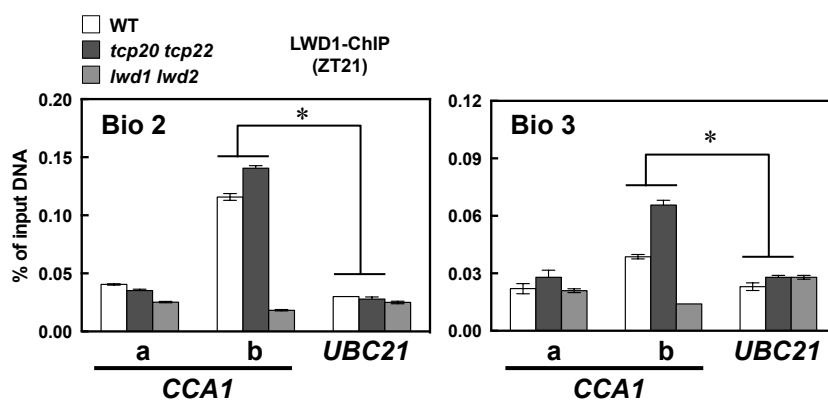 WT
tcp20 tcp22
lwd1 lwd2
LWD1-ChIP
(ZT21)
% of input DNA
0.20
0.15
0.10
0.05
0.00
Bio 2
*
a
b
UBC21
CCA1
0.12
0.09
0.06
0.03
0.00
Bio 3
*
a
b
UBC21
CCA1